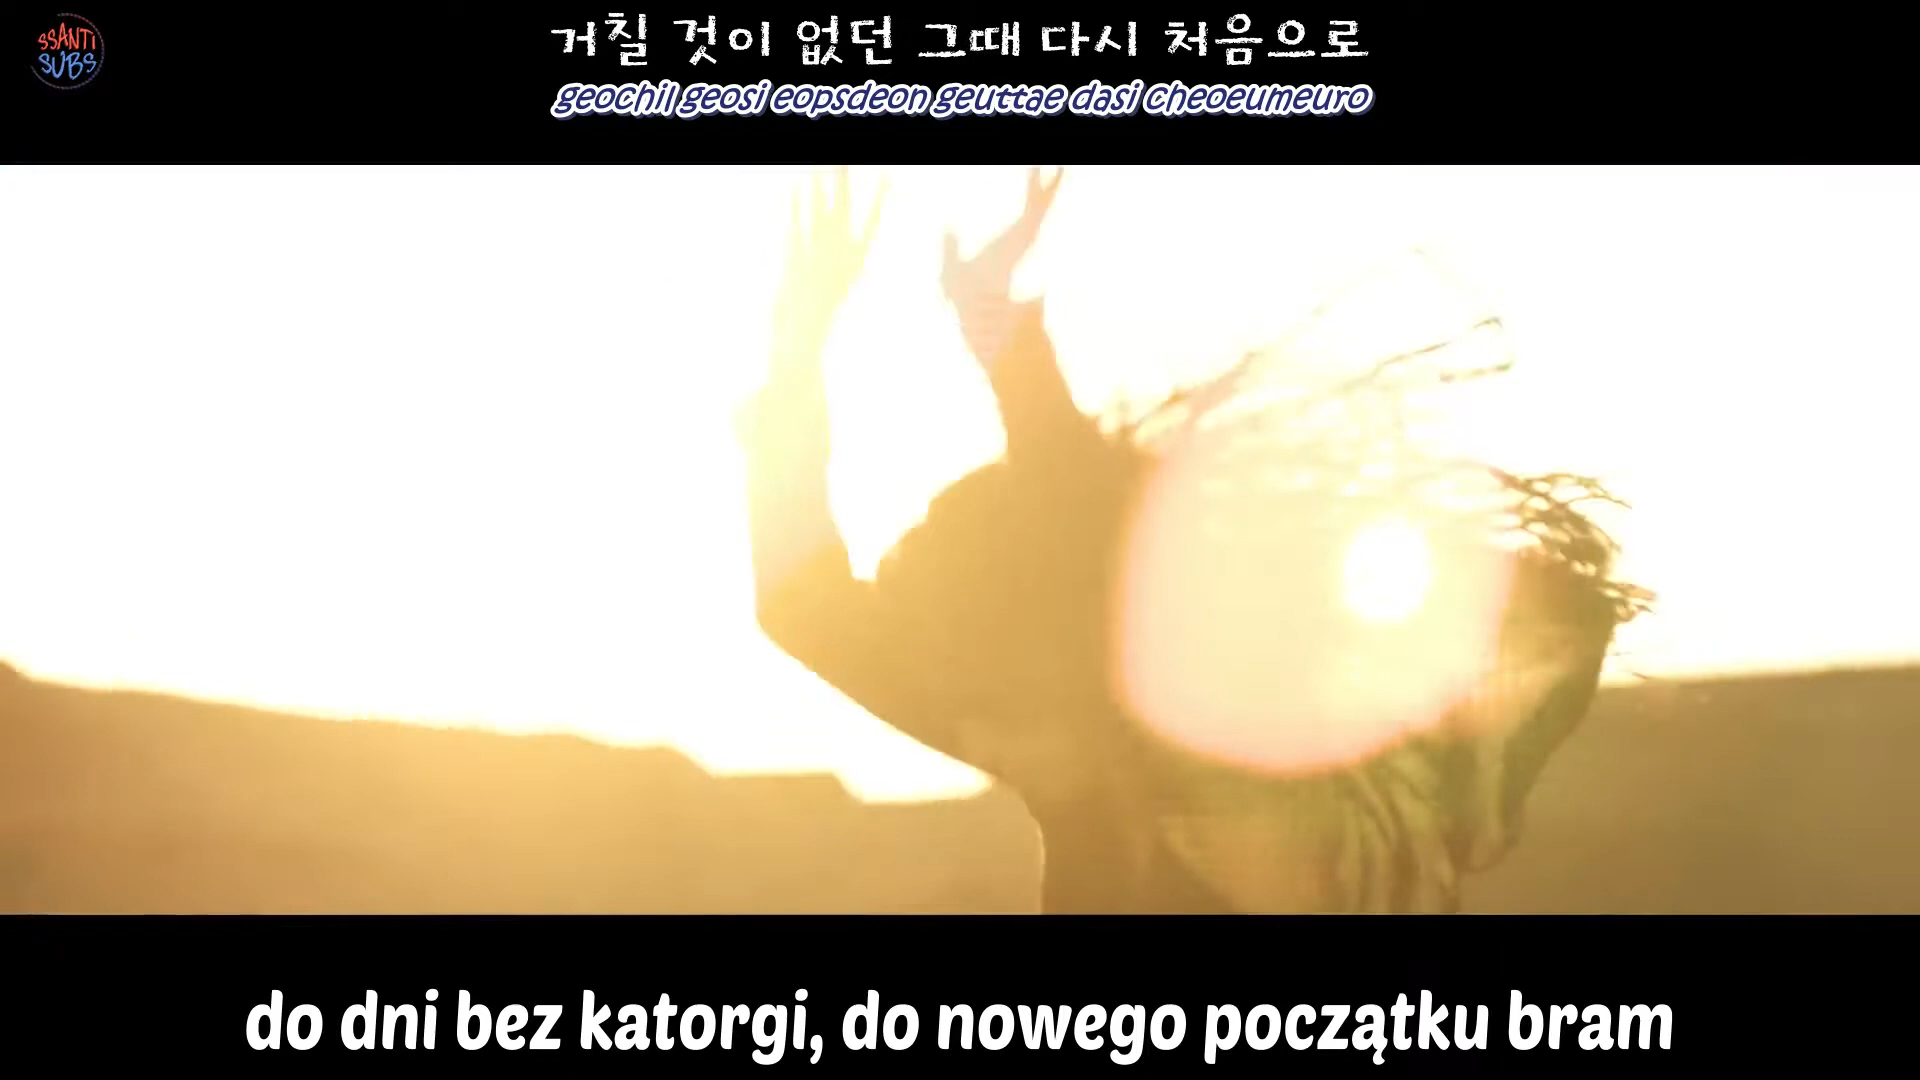 SSANTI
SUBS
거칠 것이 없던 그때 다시 처음으로
geochil geosi eopsdeon geuttae dasi cheoeumeuro
do dni bez katorgi, do nowego początku bram